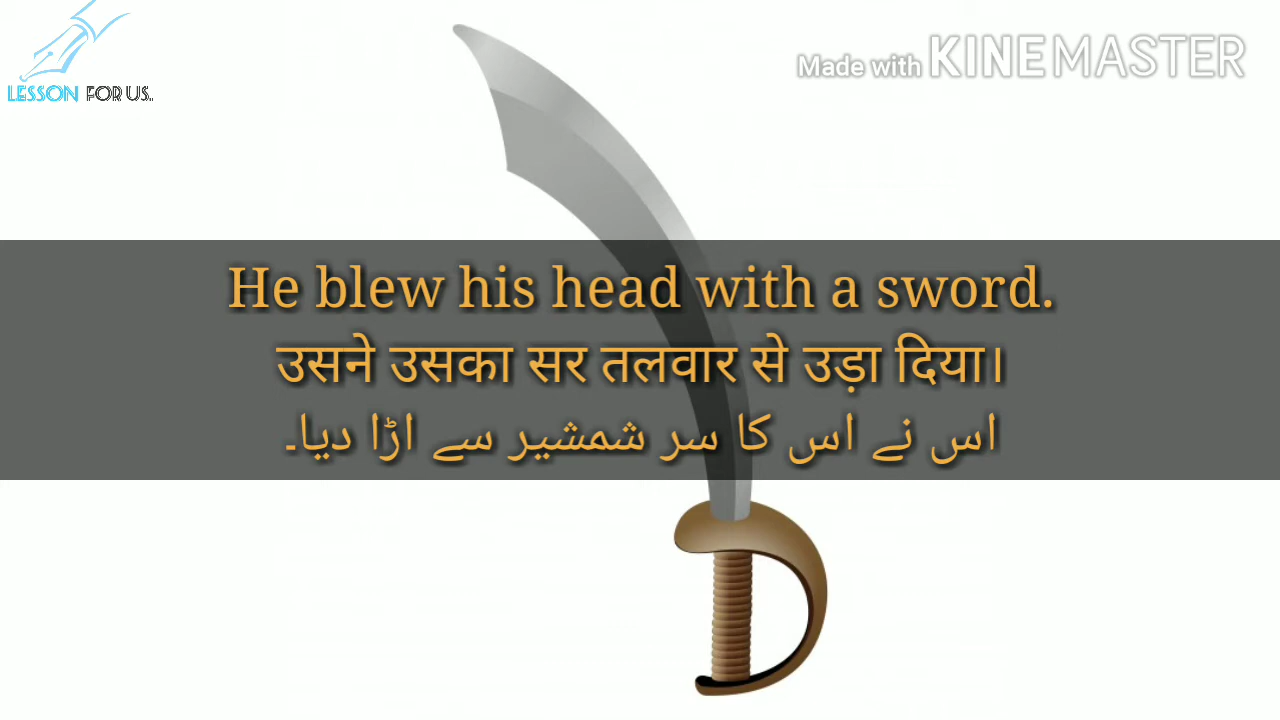 LESSON FOR US.
Made with KINEMASTER
He blew his head with a sword.
उसने उसका सर तलवार से उड़ा दिया।
اس نے اس کا سر شمشیر سے اڑا دیا۔